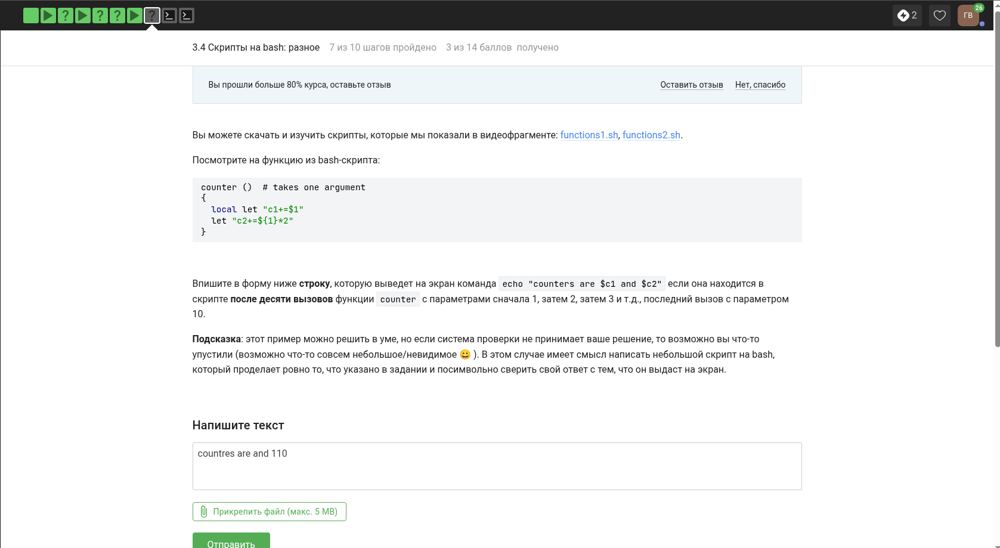 2
ГВ
26
3.4 Скрипты на bash: разное 7 из 10 шагов пройдено 3 из 14 баллов получено
Вы прошли больше 80% курса, оставьте отзыв Оставить отзыв Нет, спасибо
Вы можете скачать и изучить скрипты, которые мы показали в видеофрагменте: functions1.sh, functions2.sh.
Посмотрите на функцию из bash-скрипта:
counter ()  # takes one argument
{
  local let "c1+=$1"
  let "c2+=${1}*2"
}
Впишите в форму ниже строку, которую выведет на экран команда echo "counters are $c1 and $c2" если она находится в
скрипте после десяти вызовов функции counter с параметрами сначала 1, затем 2, затем 3 и т.д., последний вызов с параметром
10.
Подсказка: этот пример можно решить в уме, но если система проверки не принимает ваше решение, то возможно вы что-то
упустили (возможно что-то совсем небольшое/невидимое 😀 ). В этом случае имеет смысл написать небольшой скрипт на bash,
который проделает ровно то, что указано в задании и посимвольно сверить свой ответ с тем, что он выдаст на экран.
Напишите текст
countres are and 110
Прикрепить файл (макс. 5 MB)
Отправить